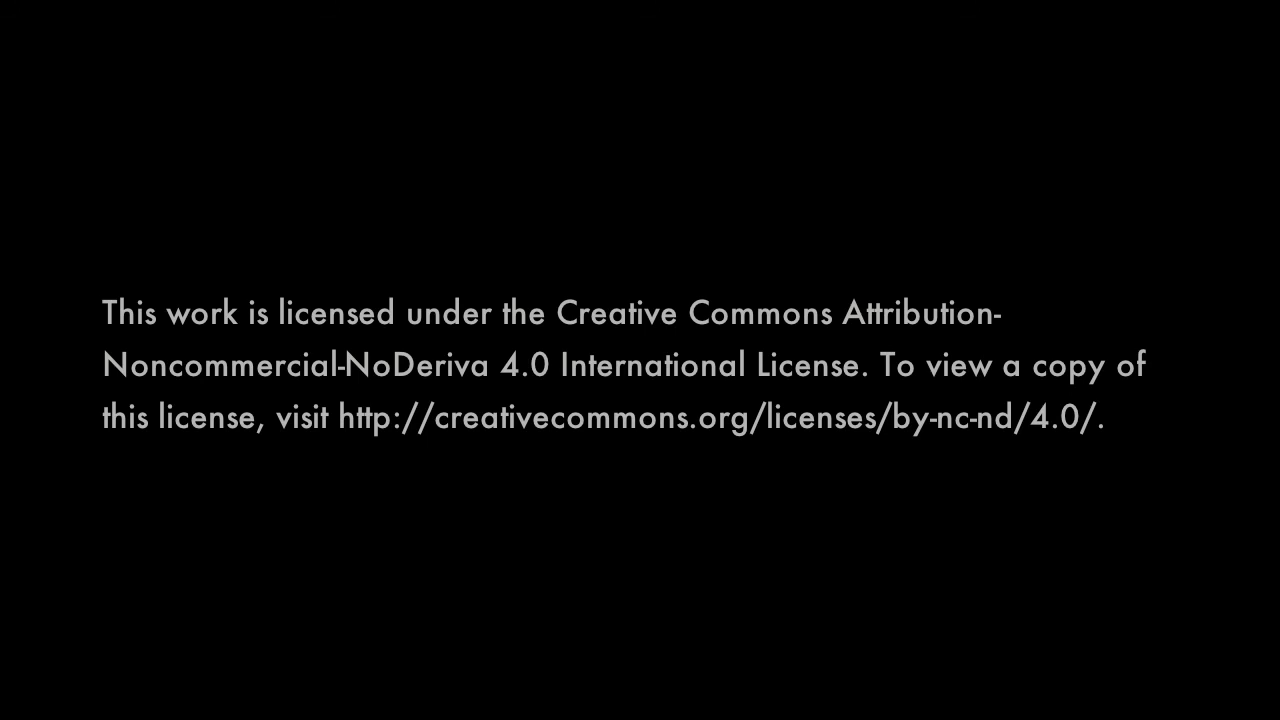 This work is licensed under the Creative Commons Attribution-
Noncommercial-NoDeriva 4.0 International License. To view a copy of
this license, visit http://creativecommons.org/licenses/by-nc-nd/4.0/.